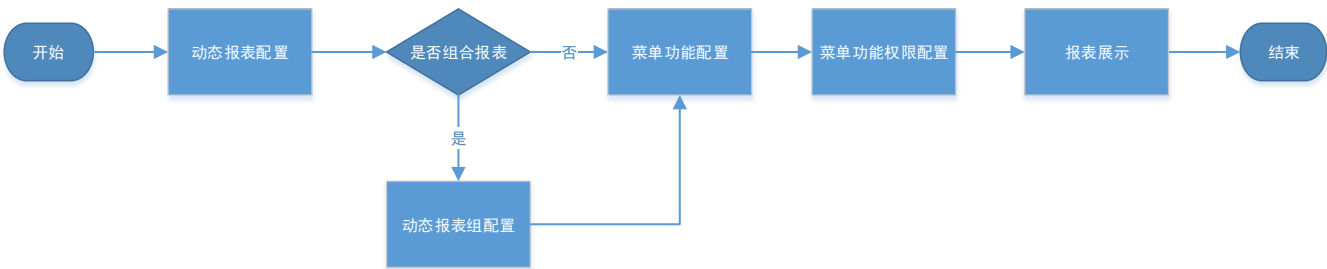 开始
动态报表配置
是否组合报表
否
菜单功能配置
菜单功能权限配置
报表展示
结束
是
动态报表组配置